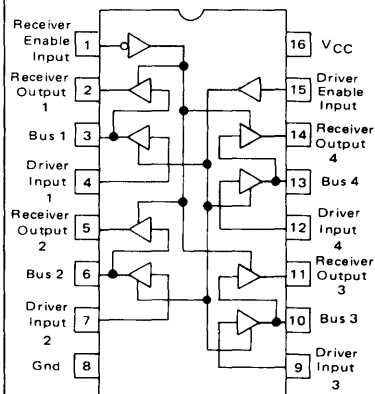 Receiver
Enable
Input
1
Receiver
Output
1
2
Bus 1
3
Driver
Input
1
4
Receiver
Output
2
5
Bus 2
6
Driver
Input
2
7
Gnd
8
16
VCC
15
Driver
Enable
Input
14
Receiver
Output
4
13
Bus 4
12
Driver
Input
4
11
Receiver
Output
3
10
Bus 3
9
Driver
Input
3